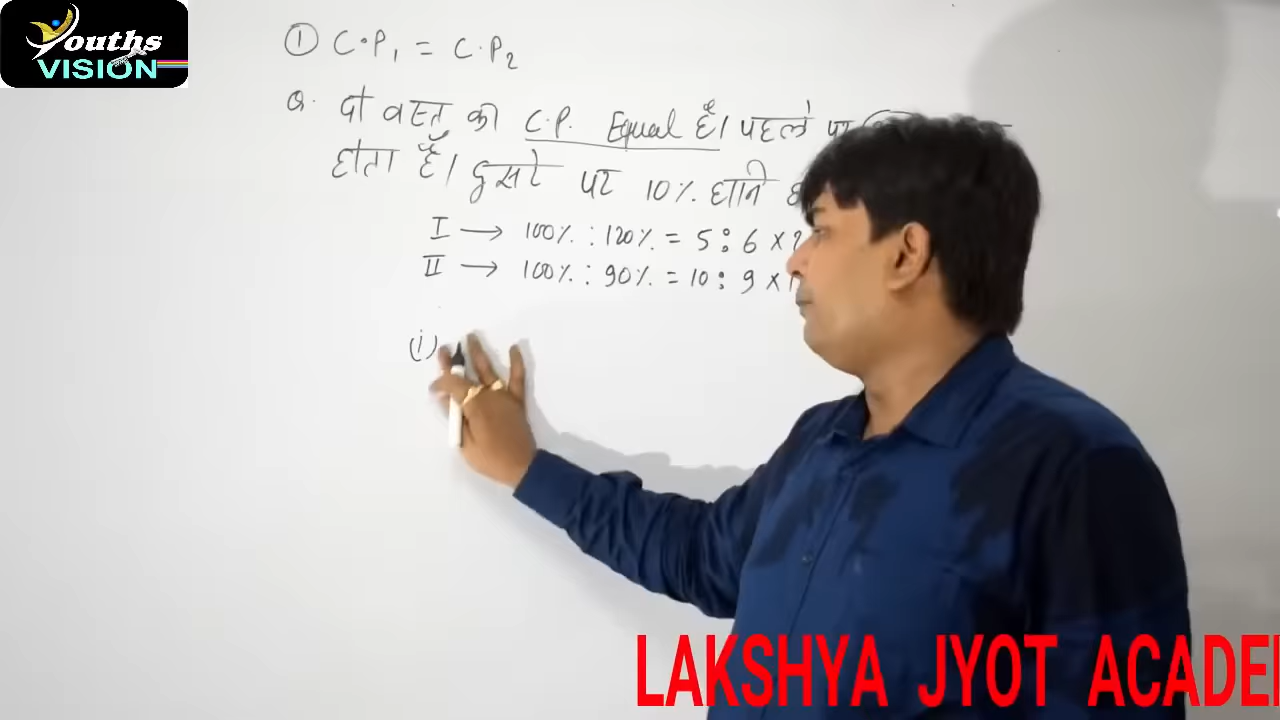 Youths
VISION
① C.P₁ = C.P₂
Q. दो वस्तु की C.P. Equal है। पहले पर
होता है। दुसरे पर 10% हानि
I → 100% : 120% = 5 : 6 ×
II → 100% : 90% = 10 : 9 ×
(i)
LAKSHYA JYOT ACADE